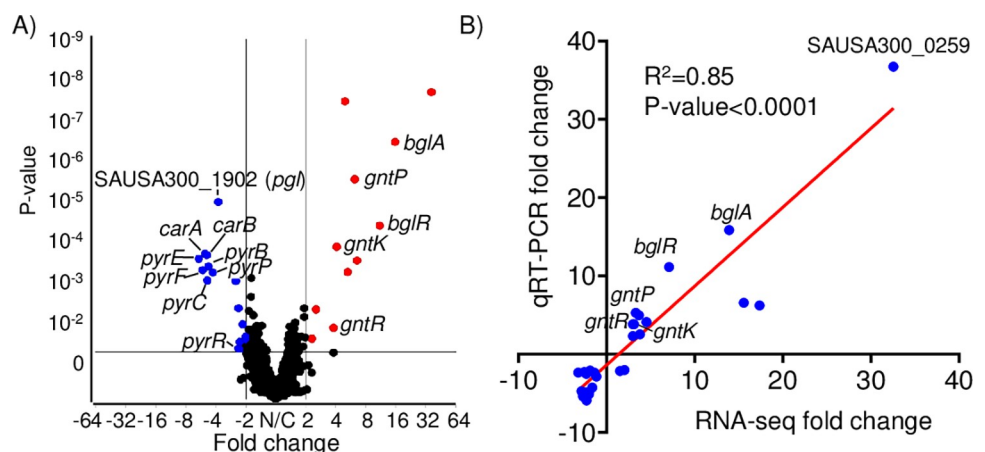 A)
P-value
10-9
10-8
10-7
10-6
10-5
10-4
10-3
10-2
0
bglA
gntP
SAUSA300_1902 (pgl)
bglR
carA
carB
gntK
pyrE
pyrB
pyrF
pyrP
pyrC
gntR
pyrR
-64 -32 -16 -8 -4 -2 N/C 2 4 8 16 32 64
Fold change
B)
qRT-PCR fold change
40
30
20
10
-10
SAUSA300_0259
R²=0.85
P-value<0.0001
bglA
bglR
gntP
gntR
gntK
-10 10 20 30 40
RNA-seq fold change